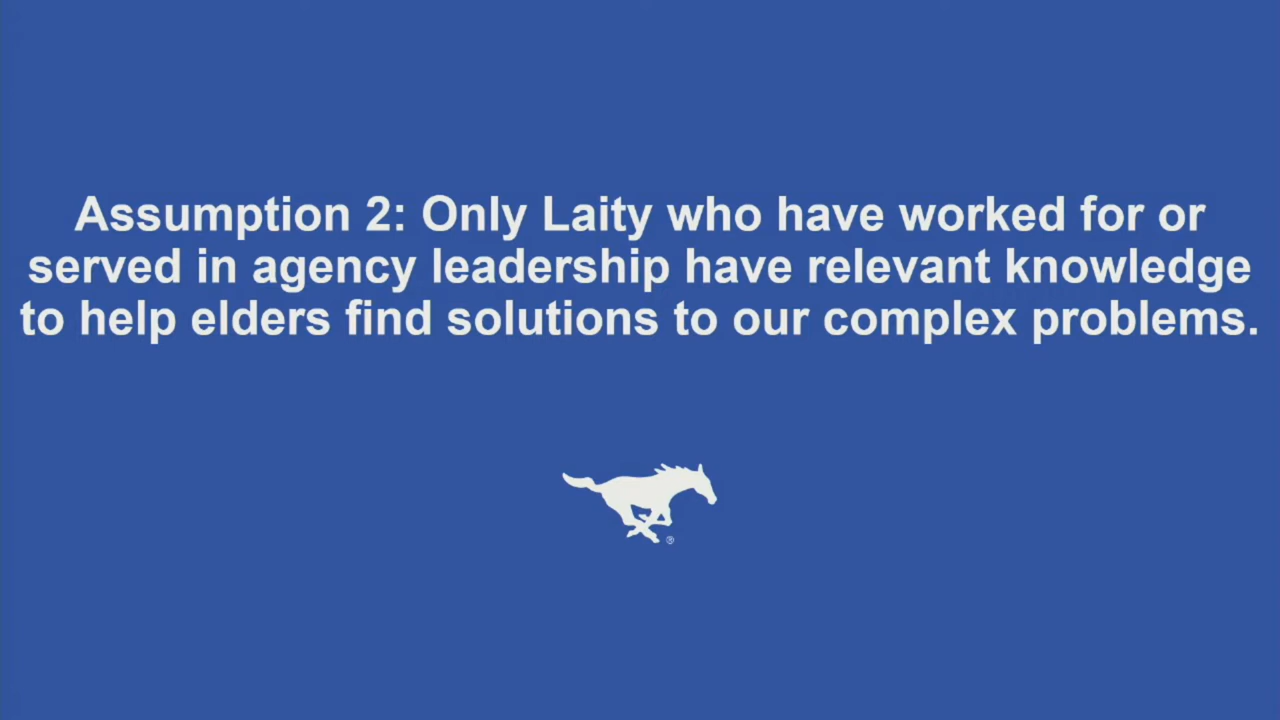 Assumption 2: Only Laity who have worked for or
served in agency leadership have relevant knowledge
to help elders find solutions to our complex problems.
®